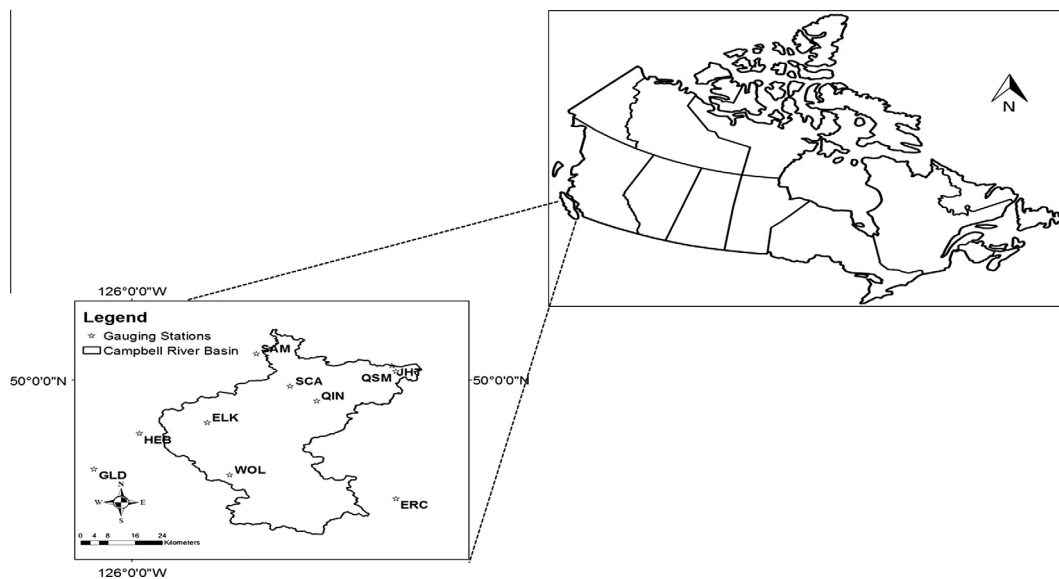 N
126°0'0"W
Legend
Gauging Stations
Campbell River Basin
SAM
JHT
50°0'0"N
50°0'0"N
QSM
SCA
QIN
ELK
HEB
WOL
GLD
N
W E
S
ERC
0 4 8 16 24
Kilometers
126°0'0"W